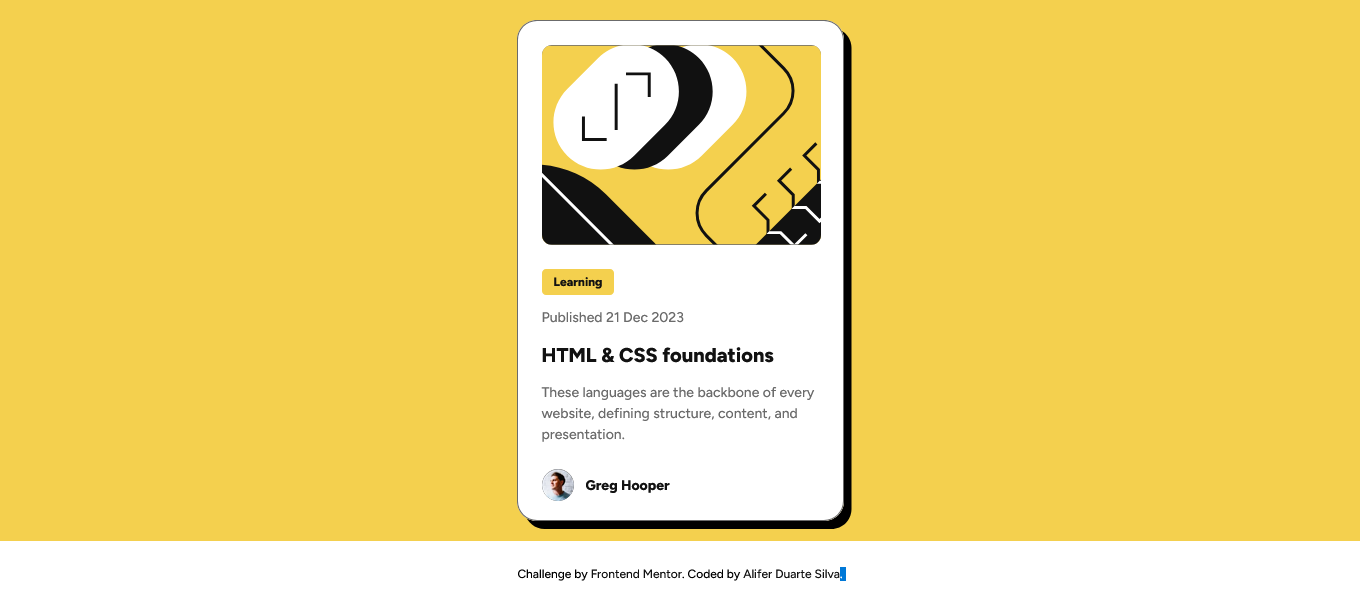 Learning
Published 21 Dec 2023
HTML & CSS foundations
These languages are the backbone of every
website, defining structure, content, and
presentation.
Greg Hooper
Challenge by Frontend Mentor. Coded by Alifer Duarte Silva.